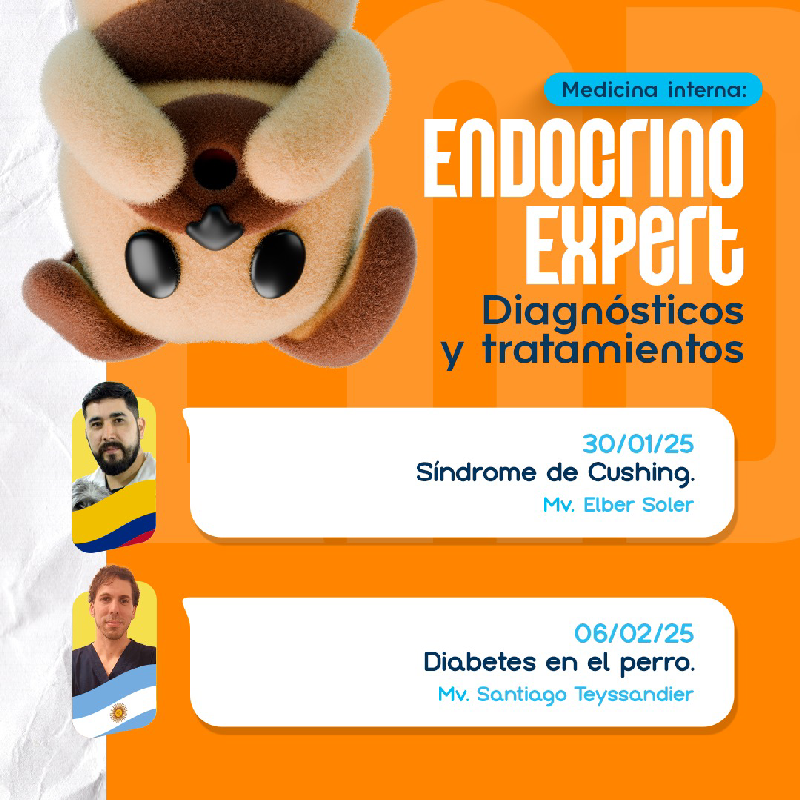 Medicina interna:
ENDOCRINO
EXPERT
Diagnósticos
y tratamientos
30/01/25
Síndrome de Cushing.
Mv. Elber Soler
06/02/25
Diabetes en el perro.
Mv. Santiago Teyssandier